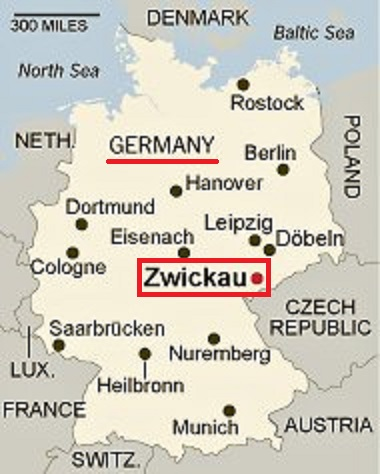 DENMARK
300 MILES
Baltic Sea
North Sea
Rostock
NETH.
GERMANY
POLAND
Berlin
Hanover
Dortmund
Leipzig
Eisenach
Döbeln
Cologne
Zwickau
CZECH
REPUBLIC
Saarbrücken
Nuremberg
LUX.
Heilbronn
FRANCE
Munich
AUSTRIA
SWITZ.